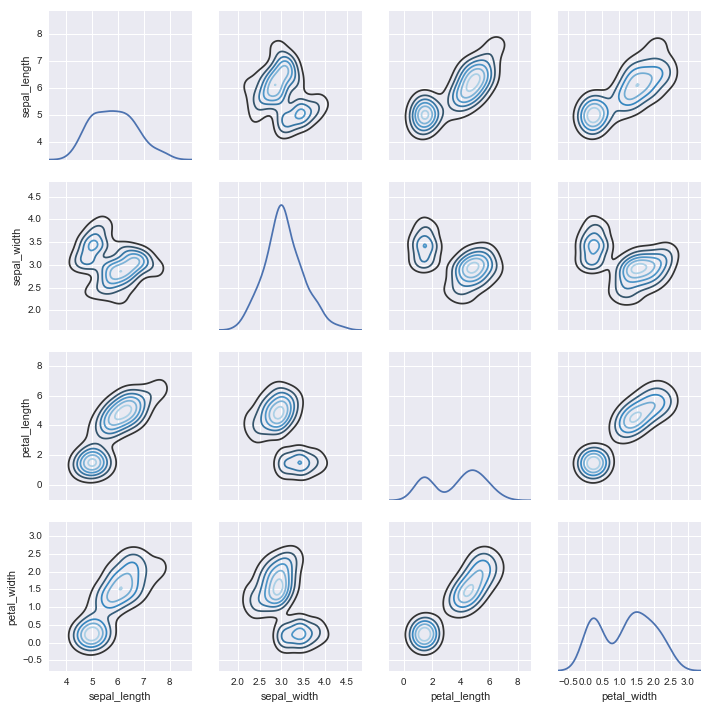 8
7
6
5
4
sepal_length
4.5
4.0
3.5
3.0
2.5
2.0
sepal_width
8
6
4
2
0
petal_length
3.0
2.5
2.0
1.5
1.0
0.5
0.0
−0.5
petal_width
4 5 6 7 8
sepal_length
2.0 2.5 3.0 3.5 4.0 4.5
sepal_width
0 2 4 6 8
petal_length
−0.5 0.0 0.5 1.0 1.5 2.0 2.5 3.0
petal_width